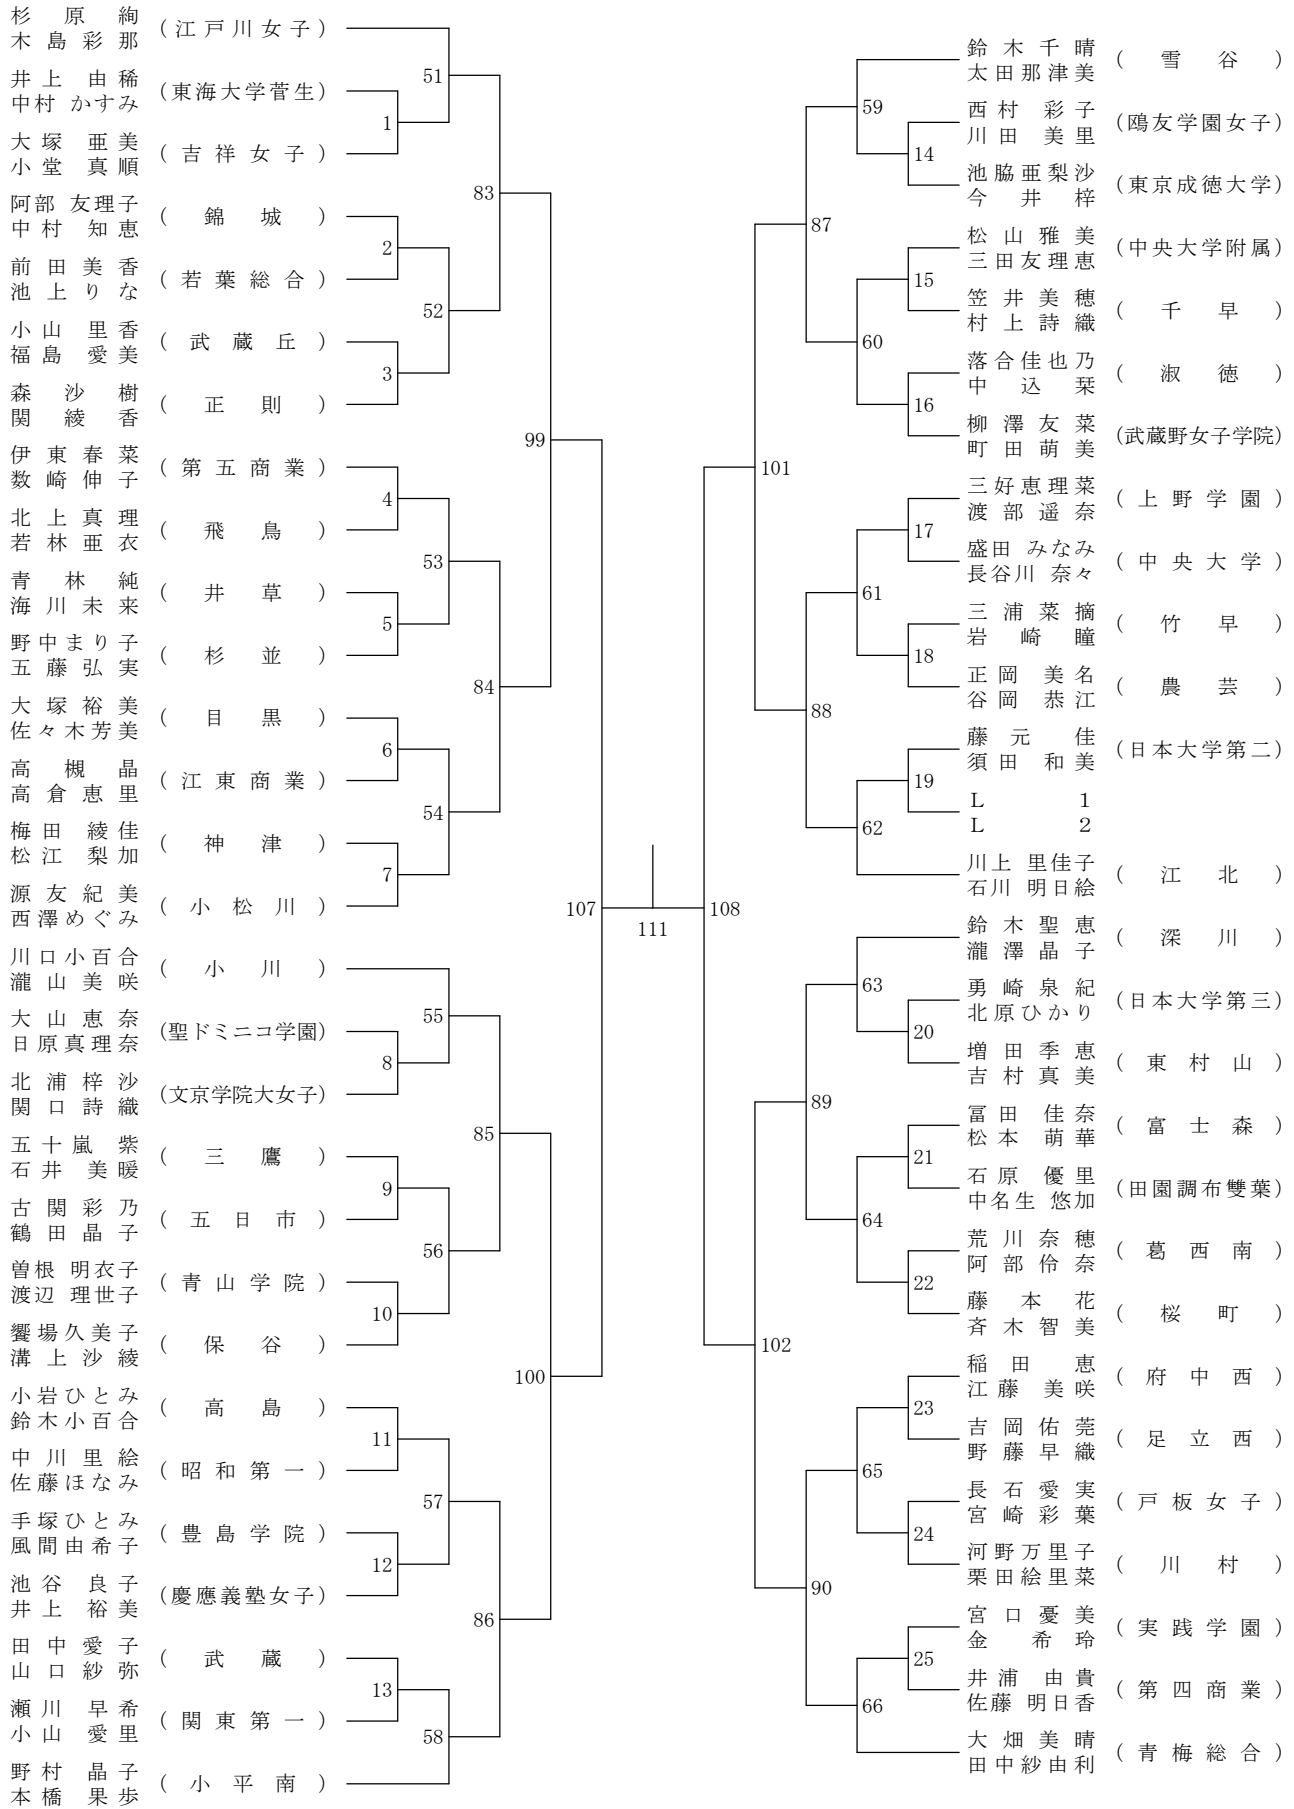 杉原絢
木島彩那
(江戸川女子)
井上由稀
中村かすみ
(東海大学菅生)
大塚亜美
小堂真順
(吉祥女子)
阿部友理子
中村知恵
(錦城)
前田美香
池上りな
(若葉総合)
小山里香
福島愛美
(武蔵丘)
森沙樹
関綾香
(正則)
伊東春菜
数崎伸子
(第五商業)
北上真理
若林亜衣
(飛鳥)
青林純
海川未来
(井草)
野中まり子
五藤弘実
(杉並)
大塚裕美
佐々木芳美
(目黒)
高槻晶
高倉恵里
(江東商業)
梅田綾佳
松江梨加
(神津)
源友紀美
西澤めぐみ
(小松川)
川口小百合
瀧山美咲
(小川)
大山恵奈
日原真理奈
(聖ドミニコ学園)
北浦梓沙
関口詩織
(文京学院大女子)
五十嵐紫
石井美暖
(三鷹)
古関彩乃
鶴田晶子
(五日市)
曽根明衣子
渡辺理世子
(青山学院)
饗場久美子
溝上沙綾
(保谷)
小岩ひとみ
鈴木小百合
(高島)
中川里絵
佐藤ほなみ
(昭和第一)
手塚ひとみ
風間由希子
(豊島学院)
池谷良子
井上裕美
(慶應義塾女子)
田中愛子
山口紗弥
(武蔵)
瀬川早希
小山愛里
(関東第一)
野村晶子
本橋果歩
(小平南)
1
2
3
4
5
6
7
8
9
10
11
12
13
51
52
53
54
55
56
57
58
83
84
85
86
99
100
107
111
108
101
102
87
88
89
90
59
60
61
62
63
64
65
66
14
15
16
17
18
19
20
21
22
23
24
25
鈴木千晴
太田那津美
(雪谷)
西村彩子
川田美里
(鴎友学園女子)
池脇亜梨沙
今井梓
(東京成徳大学)
松山雅美
三田友理恵
(中央大学附属)
笠井美穂
村上詩織
(千早)
落合佳也乃
中込栞
(淑徳)
柳澤友菜
町田萌美
(武蔵野女子学院)
三好恵理菜
渡部遥奈
(上野学園)
盛田みなみ
長谷川奈々
(中央大学)
三浦菜摘
岩崎瞳
(竹早)
正岡美名
谷岡恭江
(農芸)
藤元佳
須田和美
(日本大学第二)
L 1
L 2
川上里佳子
石川明日絵
(江北)
鈴木聖恵
瀧澤晶子
(深川)
勇崎泉紀
北原ひかり
(日本大学第三)
増田季恵
吉村真美
(東村山)
冨田佳奈
松本萌華
(富士森)
石原優里
中名生悠加
(田園調布雙葉)
荒川奈穂
阿部伶奈
(葛西南)
藤本花
斉木智美
(桜町)
稲田恵
江藤美咲
(府中西)
吉岡佑莞
野藤早織
(足立西)
長石愛実
宮崎彩葉
(戸板女子)
河野万里子
栗田絵里菜
(川村)
宮口憂美
金希玲
(実践学園)
井浦由貴
佐藤明日香
(第四商業)
大畑美晴
田中紗由利
(青梅総合)